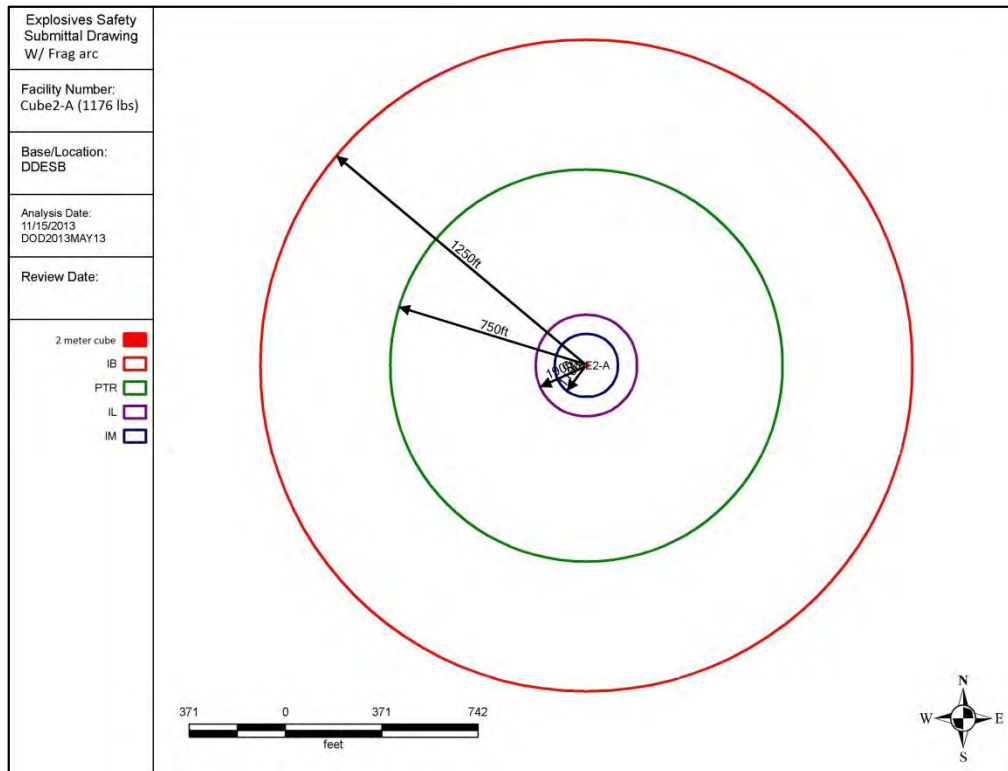 Explosives Safety
Submittal Drawing
W/ Frag arc
Facility Number:
Cube2-A (1176 lbs)
Base/Location:
DDESB
Analysis Date:
11/15/2013
DOD2013MAY13
Review Date:
2 meter cube
IB
PTR
IL
IM
1250ft
750ft
371 0 371 742
feet
N
W E
S